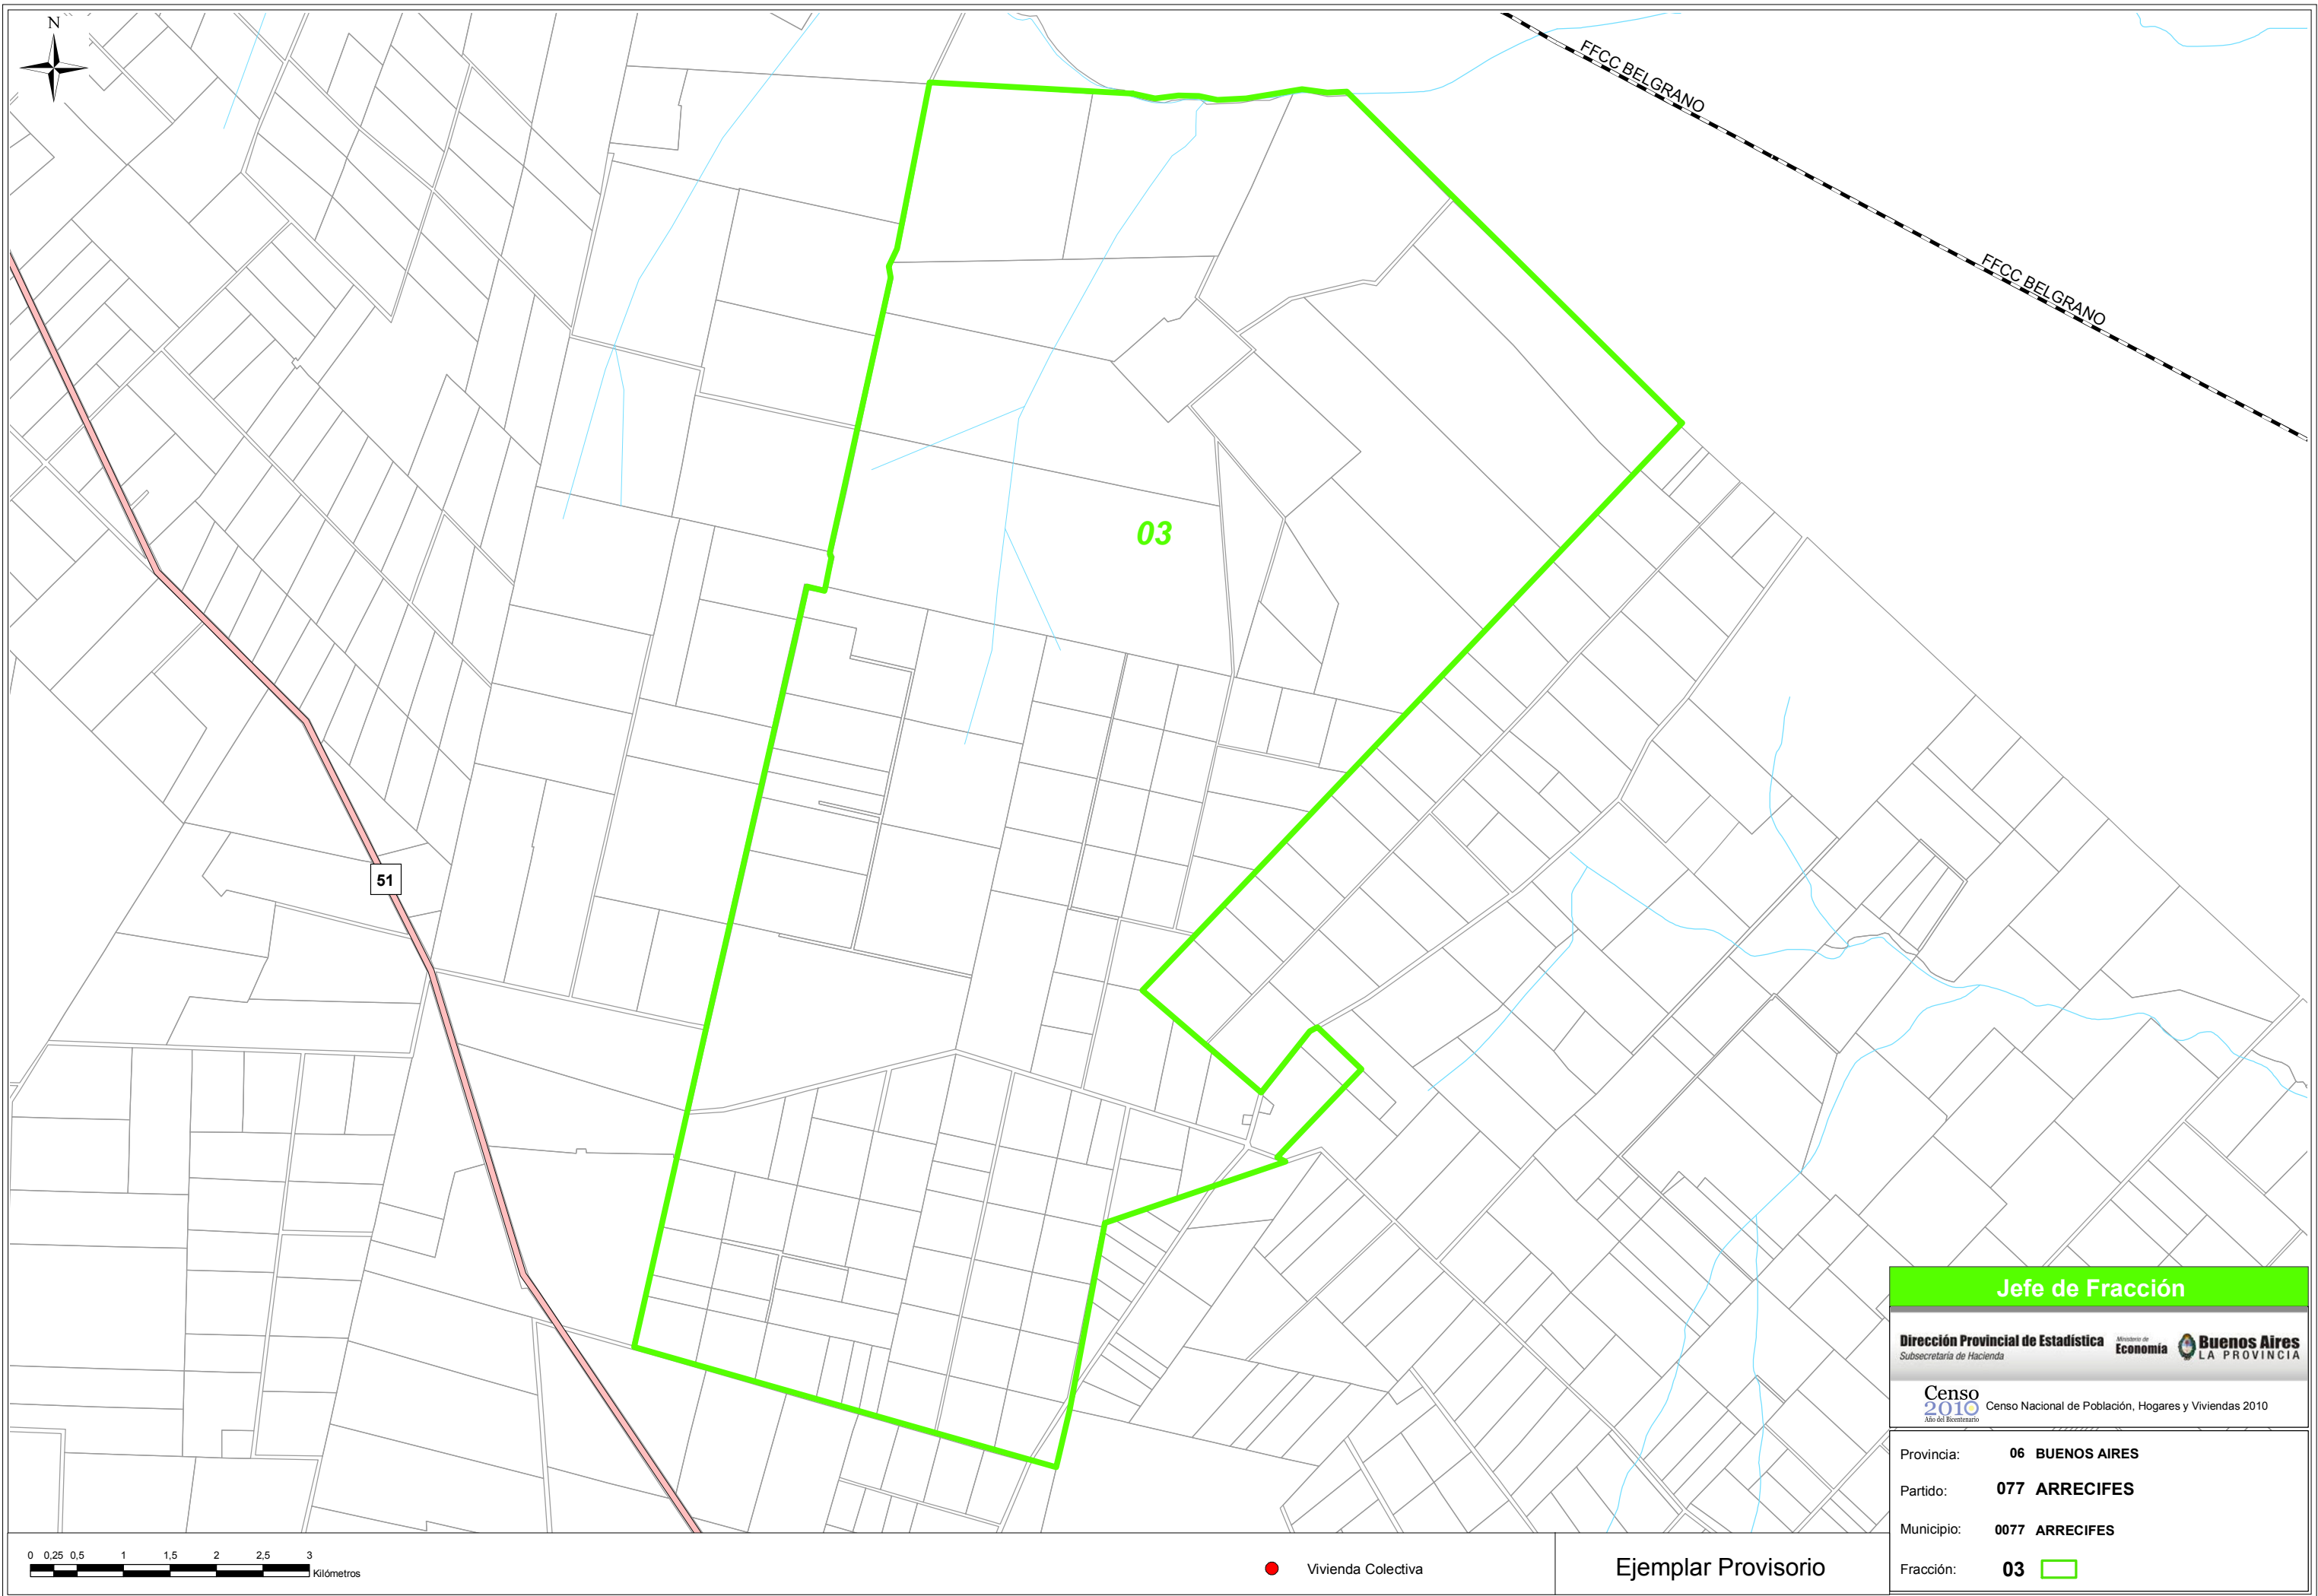 N
FFCC BELGRANO
FFCC BELGRANO
03
51
Jefe de Fracción
Dirección Provincial de Estadística
Subsecretaría de Hacienda
Ministerio de
Economía
Buenos Aires
LA PROVINCIA
Censo
2010
Año del Bicentenario
Censo Nacional de Población, Hogares y Viviendas 2010
Provincia: 06 BUENOS AIRES
Partido: 077 ARRECIFES
Municipio: 0077 ARRECIFES
Fracción: 03
0 0,25 0,5 1 1,5 2 2,5 3
Kilómetros
Vivienda Colectiva
Ejemplar Provisorio